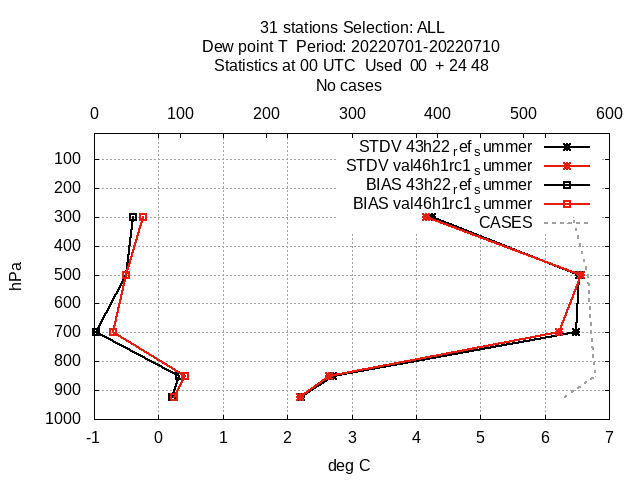 31 stations Selection: ALL
Dew point T  Period: 20220701-20220710
Statistics at 00 UTC  Used  00  + 24 48
No cases
0 100 200 300 400 500 600
STDV 43h22_ref_summer
STDV val46h1rc1_summer
BIAS 43h22_ref_summer
BIAS val46h1rc1_summer
CASES
100
200
300
400
500
600
700
800
900
1000
hPa
-1 0 1 2 3 4 5 6 7
deg C